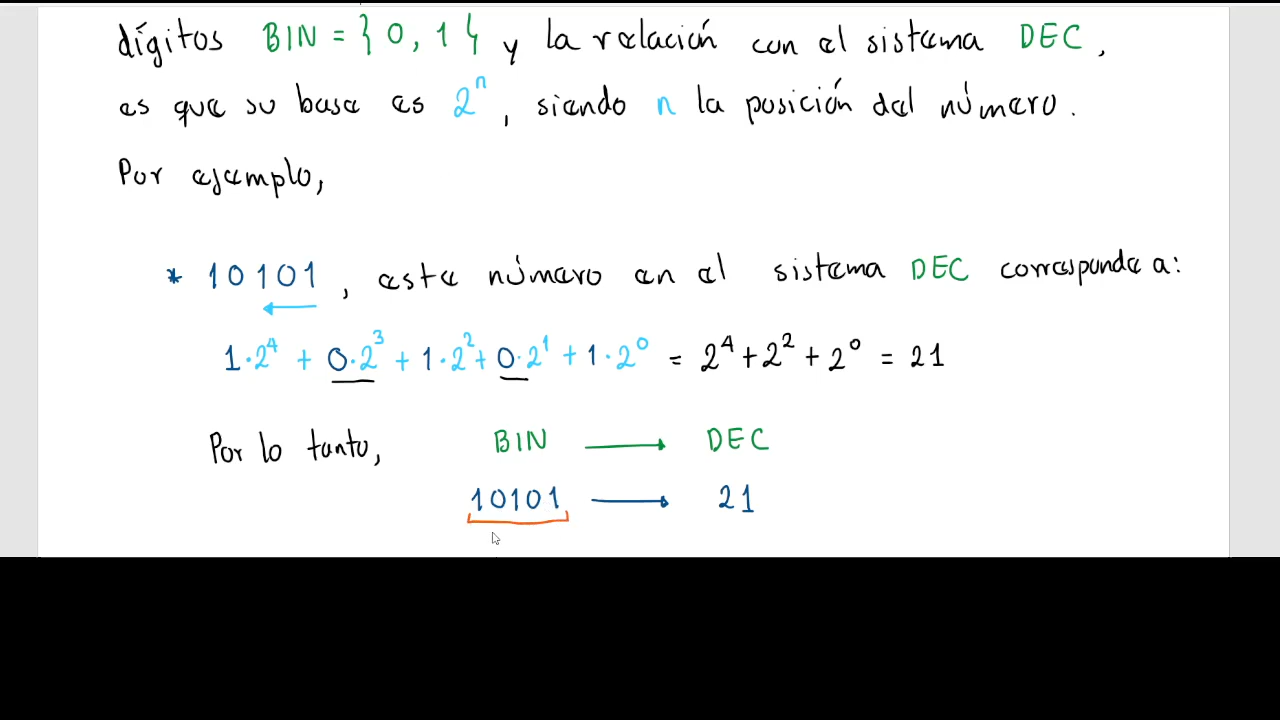 dígitos BIN = { 0, 1 } y la relación con el sistema DEC,
es que su base es 2ⁿ, siendo n la posición del número.
Por ejemplo,
* 10101, este número en el sistema DEC corresponde a:
1·2⁴ + 0·2³ + 1·2² + 0·2¹ + 1·2⁰ = 2⁴ + 2² + 2⁰ = 21
Por lo tanto, BIN → DEC
10101 → 21